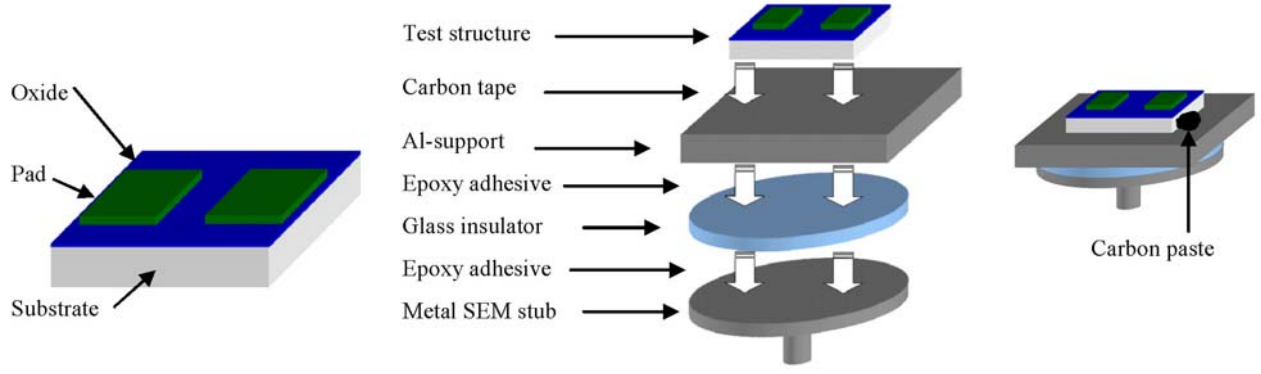 Oxide
Pad
Substrate
Test structure
Carbon tape
Al-support
Epoxy adhesive
Glass insulator
Epoxy adhesive
Metal SEM stub
Carbon paste